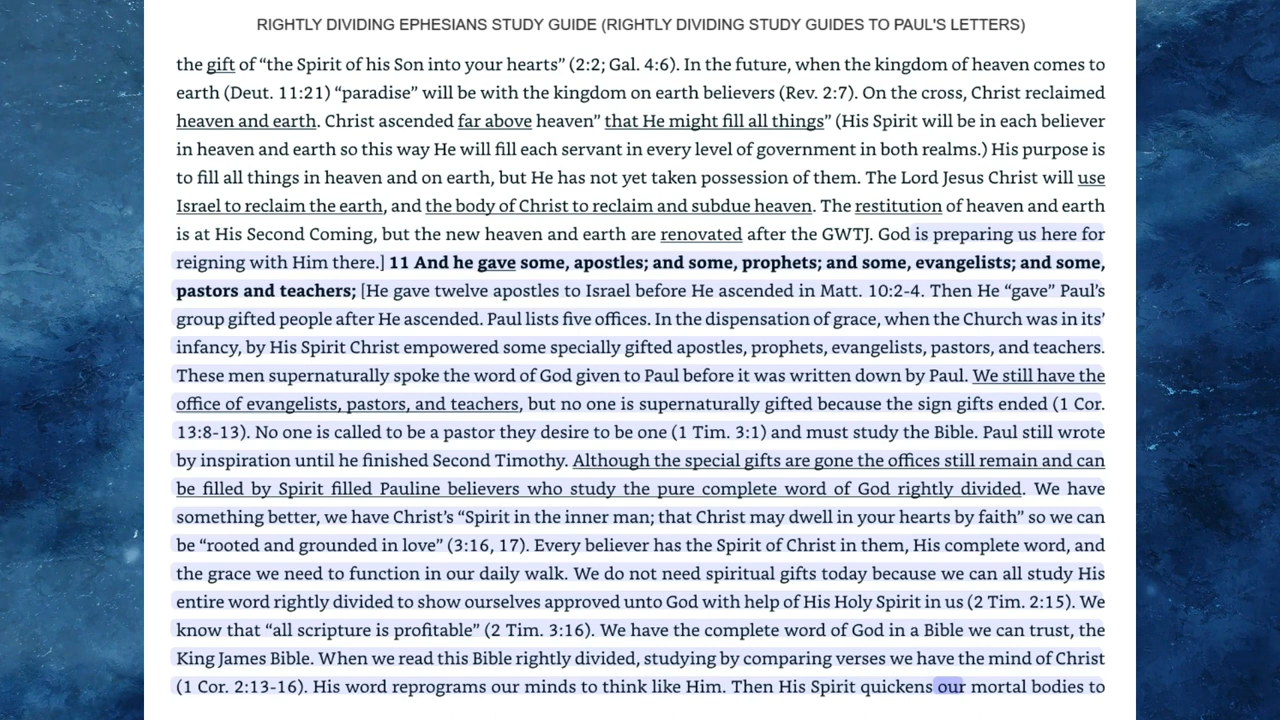 RIGHTLY DIVIDING EPHESIANS STUDY GUIDE (RIGHTLY DIVIDING STUDY GUIDES TO PAUL'S LETTERS)
the gift of “the Spirit of his Son into your hearts” (2:2; Gal. 4:6). In the future, when the kingdom of heaven comes to
earth (Deut. 11:21) “paradise” will be with the kingdom on earth believers (Rev. 2:7). On the cross, Christ reclaimed
heaven and earth. Christ ascended far above heaven” that He might fill all things” (His Spirit will be in each believer
in heaven and earth so this way He will fill each servant in every level of government in both realms.) His purpose is
to fill all things in heaven and on earth, but He has not yet taken possession of them. The Lord Jesus Christ will use
Israel to reclaim the earth, and the body of Christ to reclaim and subdue heaven. The restitution of heaven and earth
is at His Second Coming, but the new heaven and earth are renovated after the GWTJ. God is preparing us here for
reigning with Him there.] 11 And he gave some, apostles; and some, prophets; and some, evangelists; and some,
pastors and teachers; [He gave twelve apostles to Israel before He ascended in Matt. 10:2-4. Then He “gave” Paul’s
group gifted people after He ascended. Paul lists five offices. In the dispensation of grace, when the Church was in its’
infancy, by His Spirit Christ empowered some specially gifted apostles, prophets, evangelists, pastors, and teachers.
These men supernaturally spoke the word of God given to Paul before it was written down by Paul. We still have the
office of evangelists, pastors, and teachers, but no one is supernaturally gifted because the sign gifts ended (1 Cor.
13:8-13). No one is called to be a pastor they desire to be one (1 Tim. 3:1) and must study the Bible. Paul still wrote
by inspiration until he finished Second Timothy. Although the special gifts are gone the offices still remain and can
be filled by Spirit filled Pauline believers who study the pure complete word of God rightly divided. We have
something better, we have Christ’s “Spirit in the inner man; that Christ may dwell in your hearts by faith” so we can
be “rooted and grounded in love” (3:16, 17). Every believer has the Spirit of Christ in them, His complete word, and
the grace we need to function in our daily walk. We do not need spiritual gifts today because we can all study His
entire word rightly divided to show ourselves approved unto God with help of His Holy Spirit in us (2 Tim. 2:15). We
know that “all scripture is profitable” (2 Tim. 3:16). We have the complete word of God in a Bible we can trust, the
King James Bible. When we read this Bible rightly divided, studying by comparing verses we have the mind of Christ
(1 Cor. 2:13-16). His word reprograms our minds to think like Him. Then His Spirit quickens our mortal bodies to